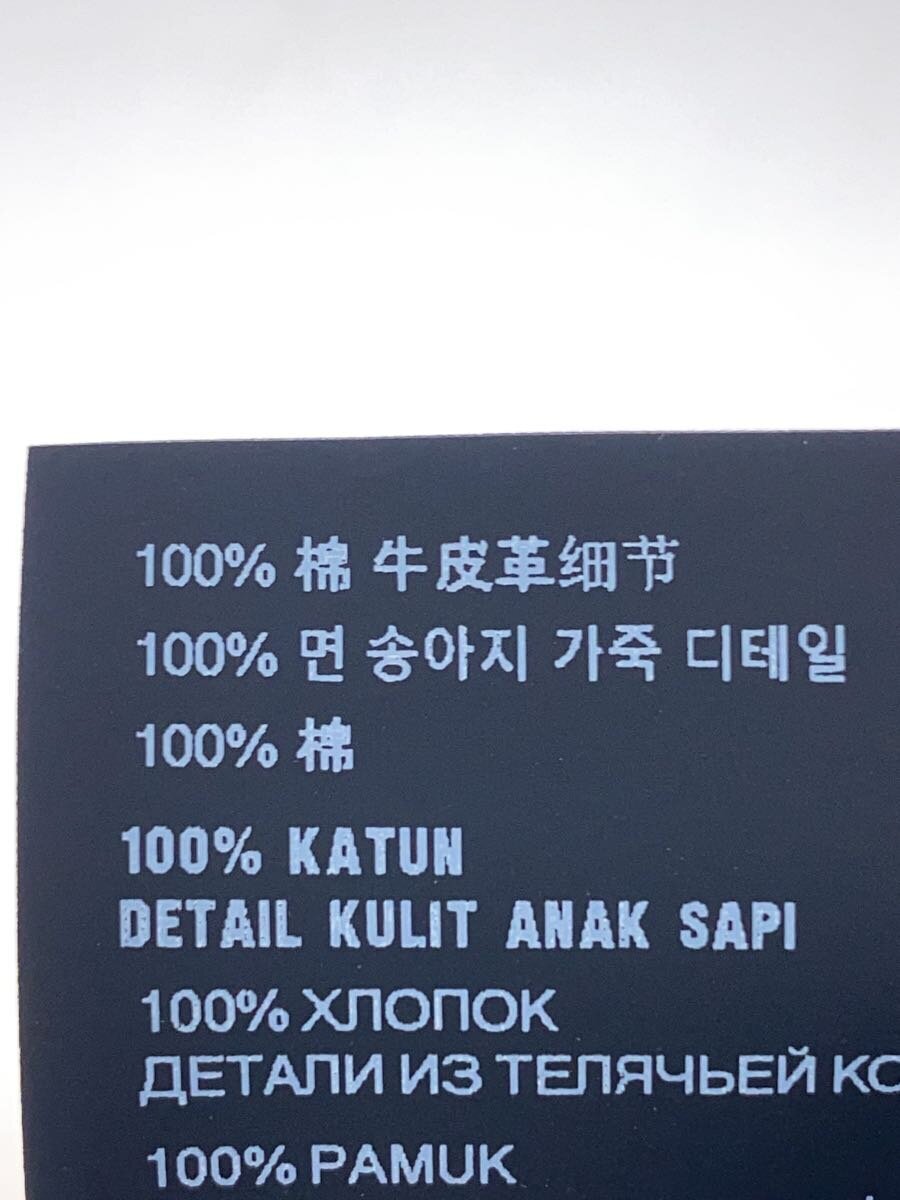 100% 棉 牛皮革细节
100% 면 송아지 가죽 디테일
100% 棉
100% KATUN
DETAIL KULIT ANAK SAPI
100% ХЛОПОК
ДЕТАЛИ ИЗ ТЕЛЯЧЬЕЙ
100% PAMUK